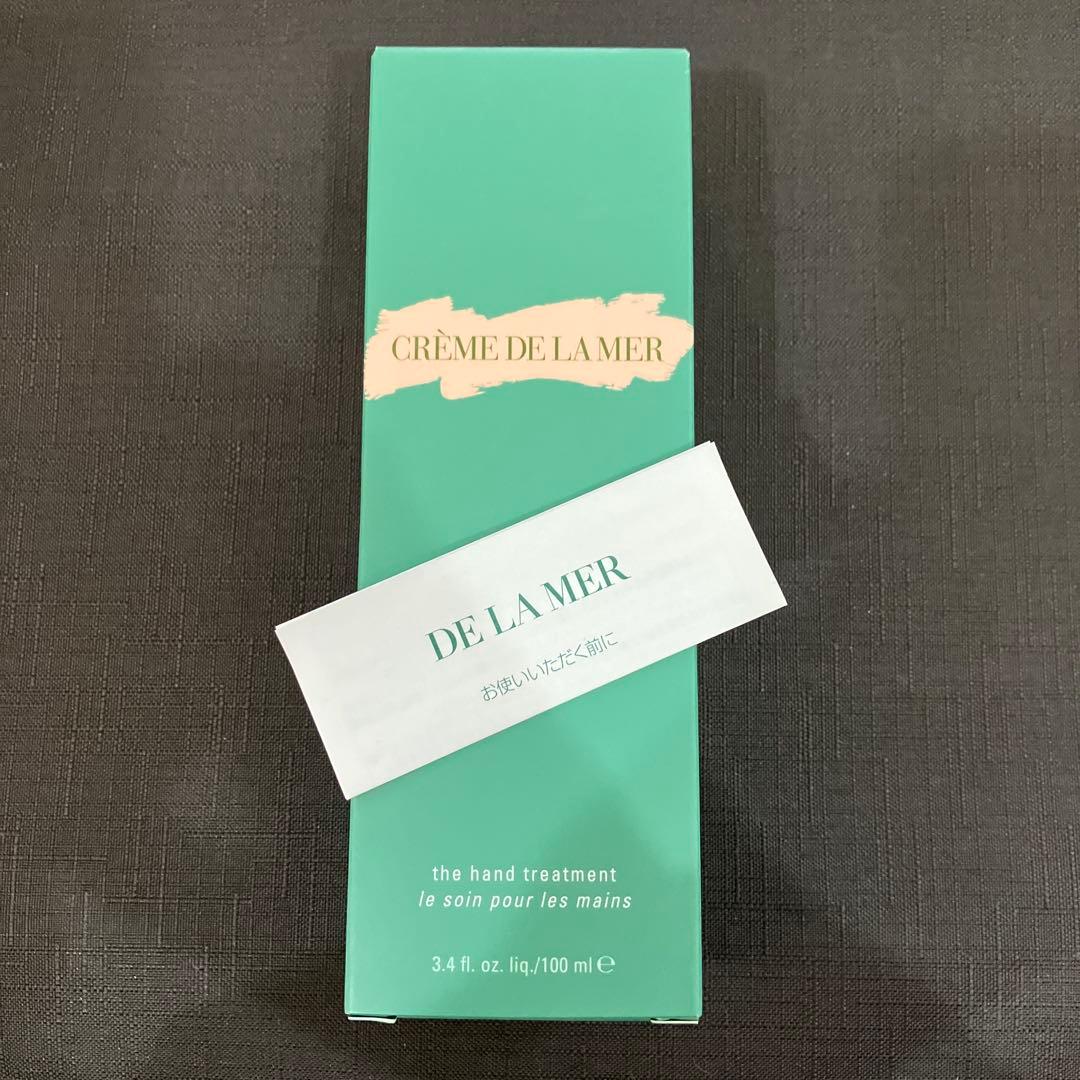 CRÈME DE LA MER
DE LA MER
お使いいただく前に
the hand treatment
le soin pour les mains
3.4 fl. oz. liq./100 ml ℮